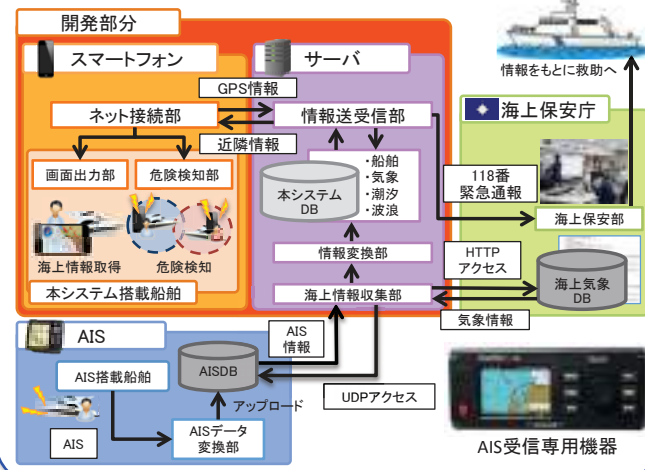 開発部分
スマートフォン
サーバ
GPS情報
ネット接続部
情報送受信部
近隣情報
画面出力部
危険検知部
海上情報取得
危険検知
本システム搭載船舶
本システム
DB
・船舶
・気象
・潮汐
・波浪
情報変換部
海上情報収集部
情報をもとに救助へ
海上保安庁
118番
緊急通報
海上保安部
HTTP
アクセス
海上気象
DB
気象情報
AIS
AIS
情報
AISDB
AIS搭載船舶
アップロード
UDPアクセス
AIS
AISデータ
変換部
AIS受信専用機器